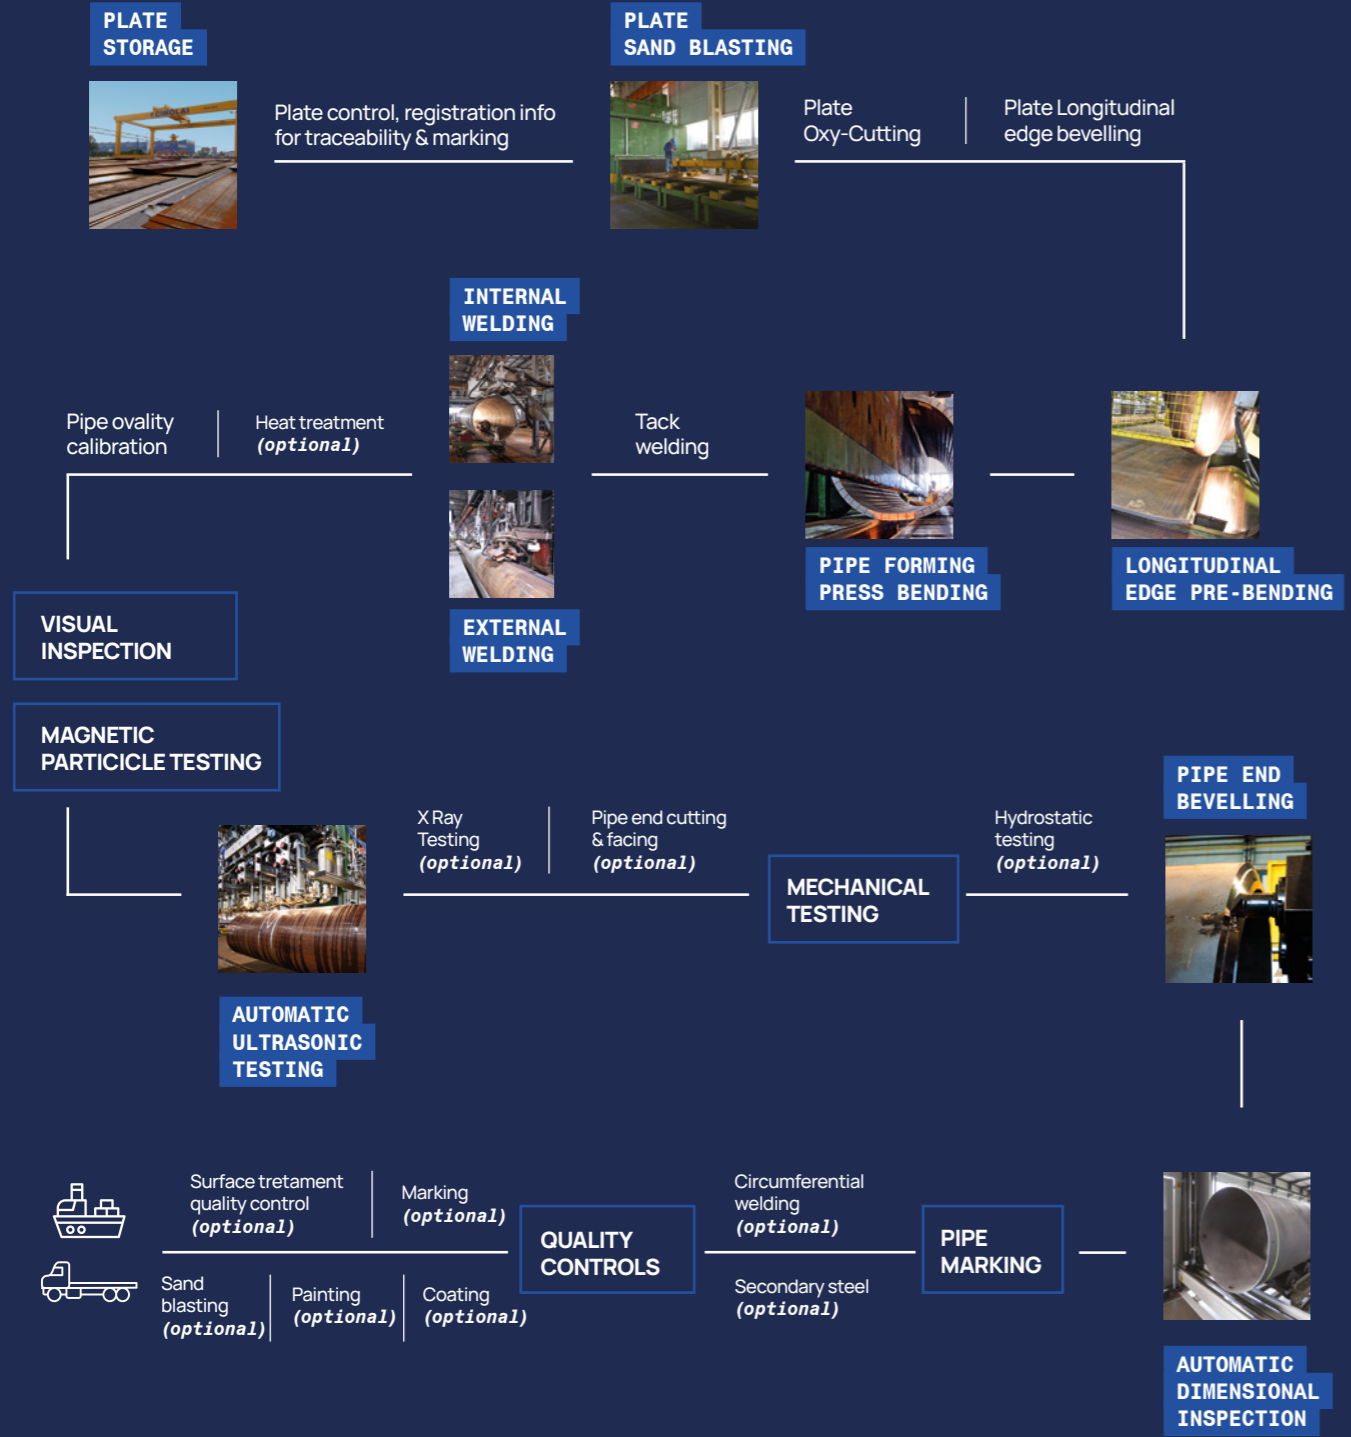 PLATE
STORAGE
Plate control, registration info
for traceability & marking
PLATE
SAND BLASTING
Plate
Oxy-Cutting
Plate Longitudinal
edge bevelling
LONGITUDINAL
EDGE PRE-BENDING
PIPE FORMING
PRESS BENDING
Tack
welding
INTERNAL
WELDING
EXTERNAL
WELDING
Heat treatment
(optional)
Pipe ovality
calibration
VISUAL
INSPECTION
MAGNETIC
PARTICICLE TESTING
AUTOMATIC
ULTRASONIC
TESTING
X Ray
Testing
(optional)
Pipe end cutting
& facing
(optional)
MECHANICAL
TESTING
Hydrostatic
testing
(optional)
PIPE END
BEVELLING
AUTOMATIC
DIMENSIONAL
INSPECTION
PIPE
MARKING
Circumferential
welding
(optional)
Secondary steel
(optional)
QUALITY
CONTROLS
Surface tretament
quality control
(optional)
Marking
(optional)
Sand
blasting
(optional)
Painting
(optional)
Coating
(optional)